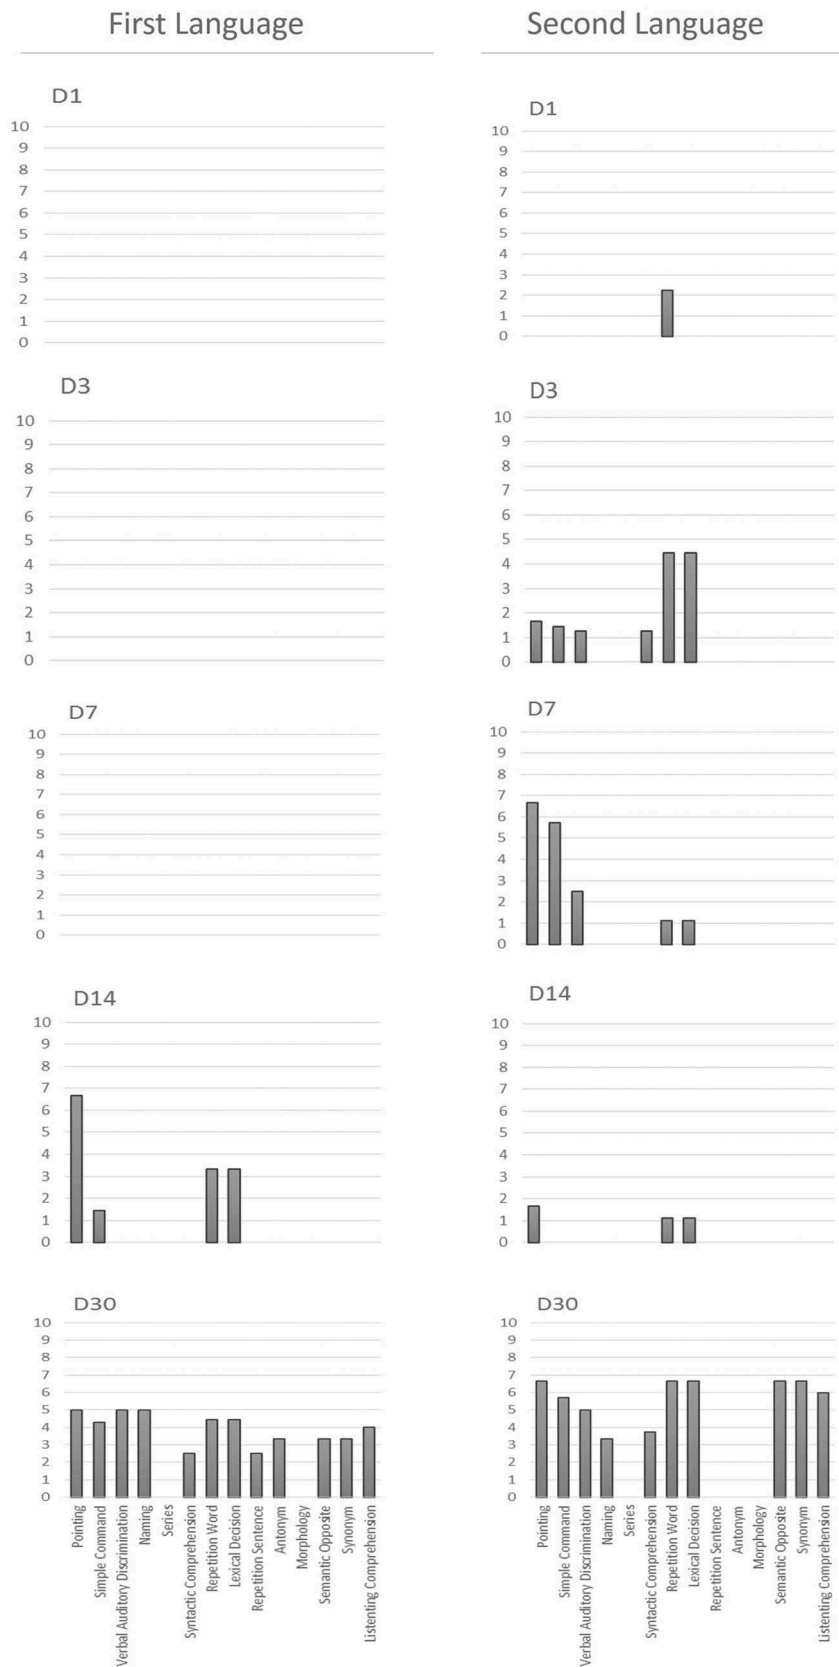 First Language
Second Language
D1
10
9
8
7
6
5
4
3
2
1
0
D1
10
9
8
7
6
5
4
3
2
1
0
D3
10
9
8
7
6
5
4
3
2
1
0
D3
10
9
8
7
6
5
4
3
2
1
0
D7
10
9
8
7
6
5
4
3
2
1
0
D7
10
9
8
7
6
5
4
3
2
1
0
D14
10
9
8
7
6
5
4
3
2
1
0
D14
10
9
8
7
6
5
4
3
2
1
0
D30
10
9
8
7
6
5
4
3
2
1
0
Pointing
Simple Command
Verbal Auditory Discrimination
Naming
Series
Syntactic Comprehension
Repetition Word
Lexical Decision
Repetition Sentence
Antonym
Morphology
Semantic Opposite
Synonym
Listenting Comprehension
D30
10
9
8
7
6
5
4
3
2
1
0
Pointing
Simple Command
Verbal Auditory Discrimination
Naming
Series
Syntactic Comprehension
Repetition Word
Lexical Decision
Repetition Sentence
Antonym
Morphology
Semantic Opposite
Synonym
Listenting Comprehension